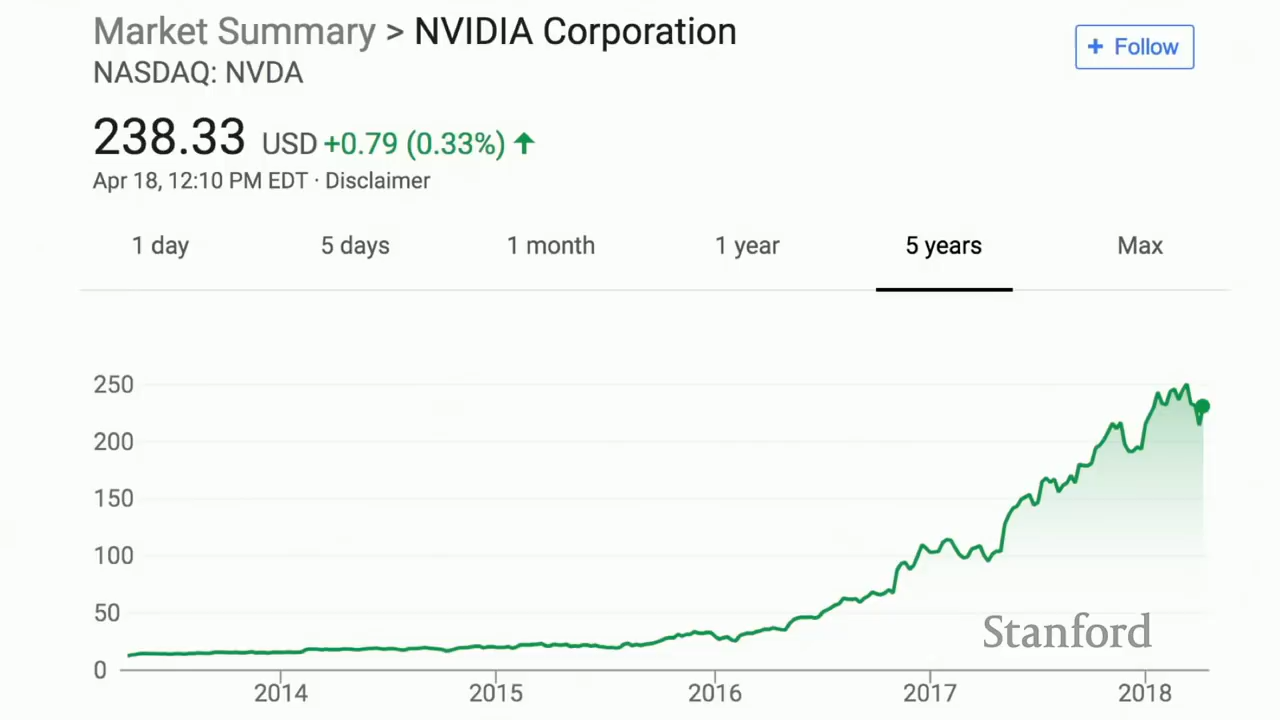 Market Summary > NVIDIA Corporation
+ Follow
NASDAQ: NVDA
238.33 USD +0.79 (0.33%)
Apr 18, 12:10 PM EDT · Disclaimer
1 day 5 days 1 month 1 year 5 years Max
250
200
150
100
50
0
Stanford
2014 2015 2016 2017 2018